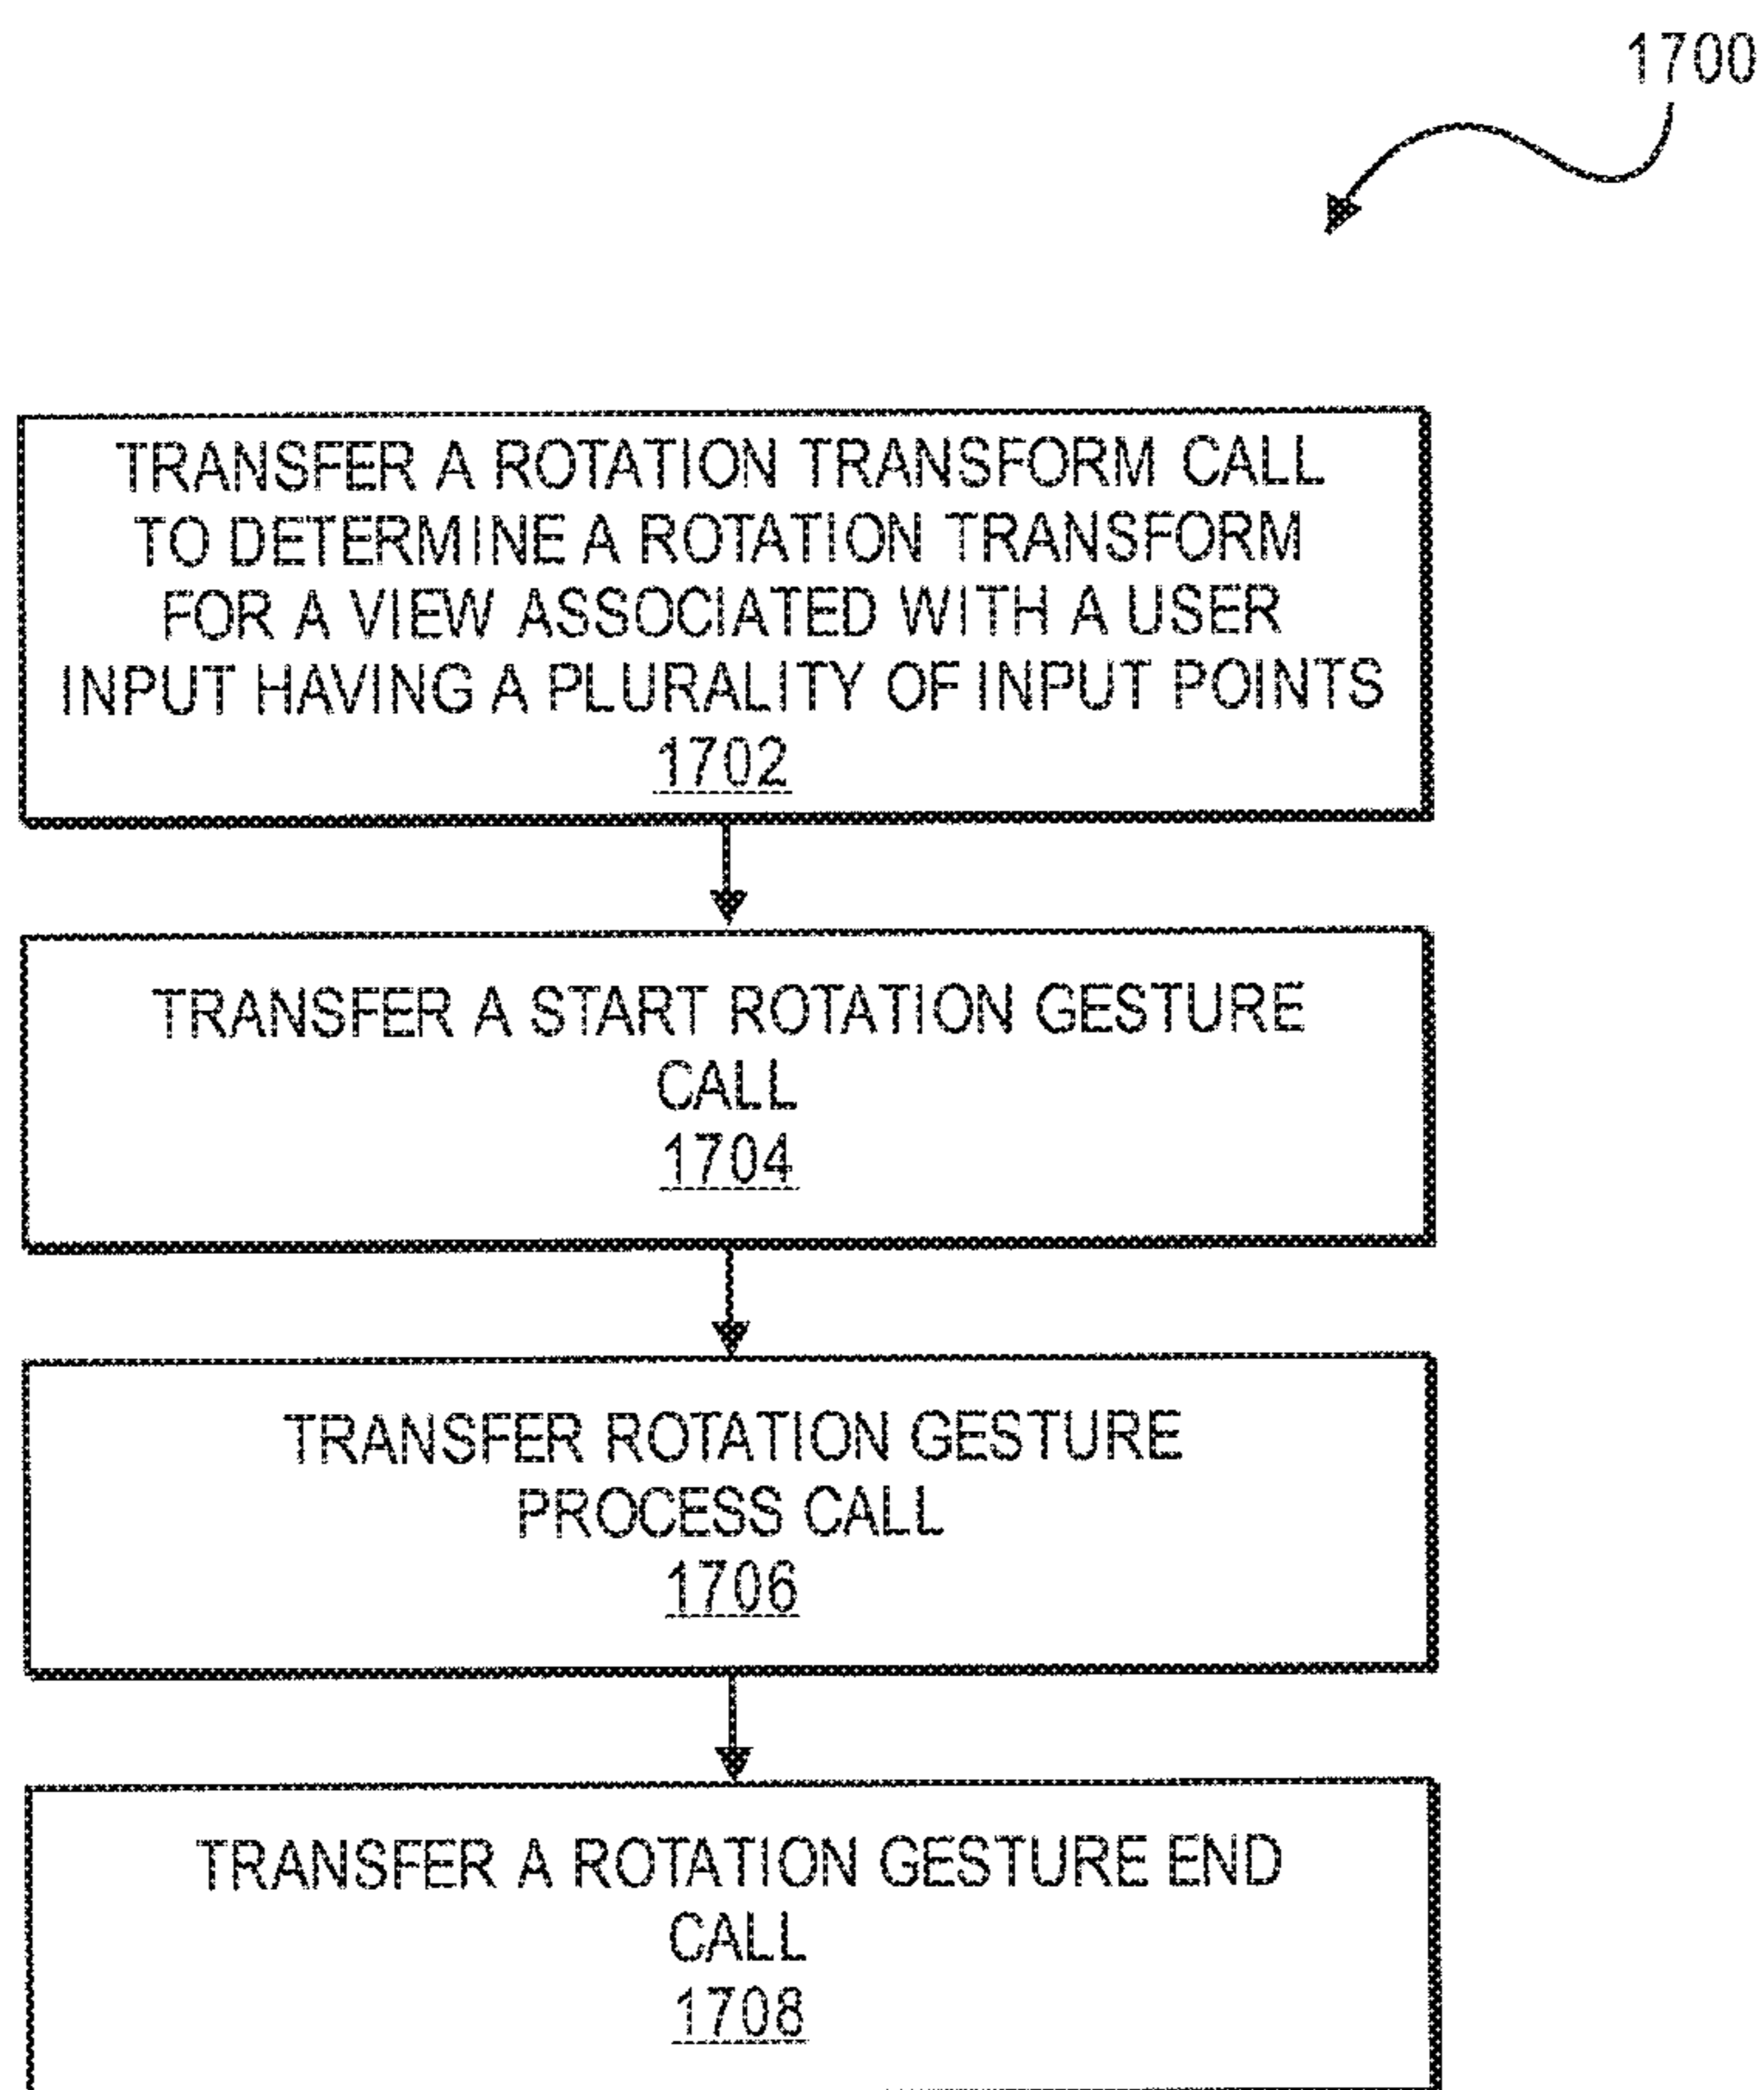 1700
TRANSFER A ROTATION TRANSFORM CALL
TO DETERMINE A ROTATION TRANSFORM
FOR A VIEW ASSOCIATED WITH A USER
INPUT HAVING A PLURALITY OF INPUT POINTS
1702
TRANSFER A START ROTATION GESTURE
CALL
1704
TRANSFER ROTATION GESTURE
PROCESS CALL
1706
TRANSFER A ROTATION GESTURE END
CALL
1708